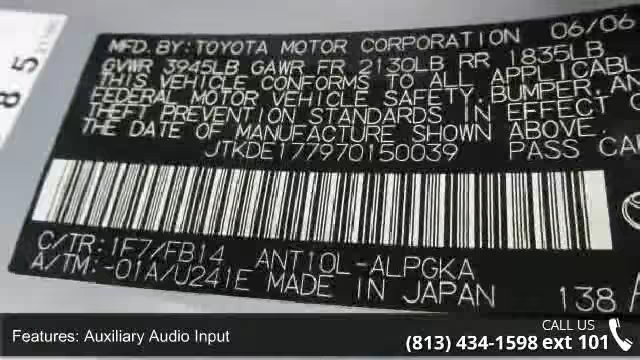 MFD. BY: TOYOTA MOTOR CORPORATION 06/06
GVWR 3945LB GAWR FR 2130LB RR 1835LB
THIS VEHICLE CONFORMS TO ALL APPLICABL
FEDERAL MOTOR VEHICLE SAFETY, BUMPER, AN
THEFT PREVENTION STANDARDS IN EFFECT O
THE DATE OF MANUFACTURE SHOWN ABOVE.
JTKDE177970150039 PASS CA
C/TR: 1F7/FB14 ANT10L-ALPGKA
A/TM: -01A/U241E MADE IN JAPAN 138
85
Features: Auxiliary Audio Input
CALL US
(813) 434-1598 ext 101